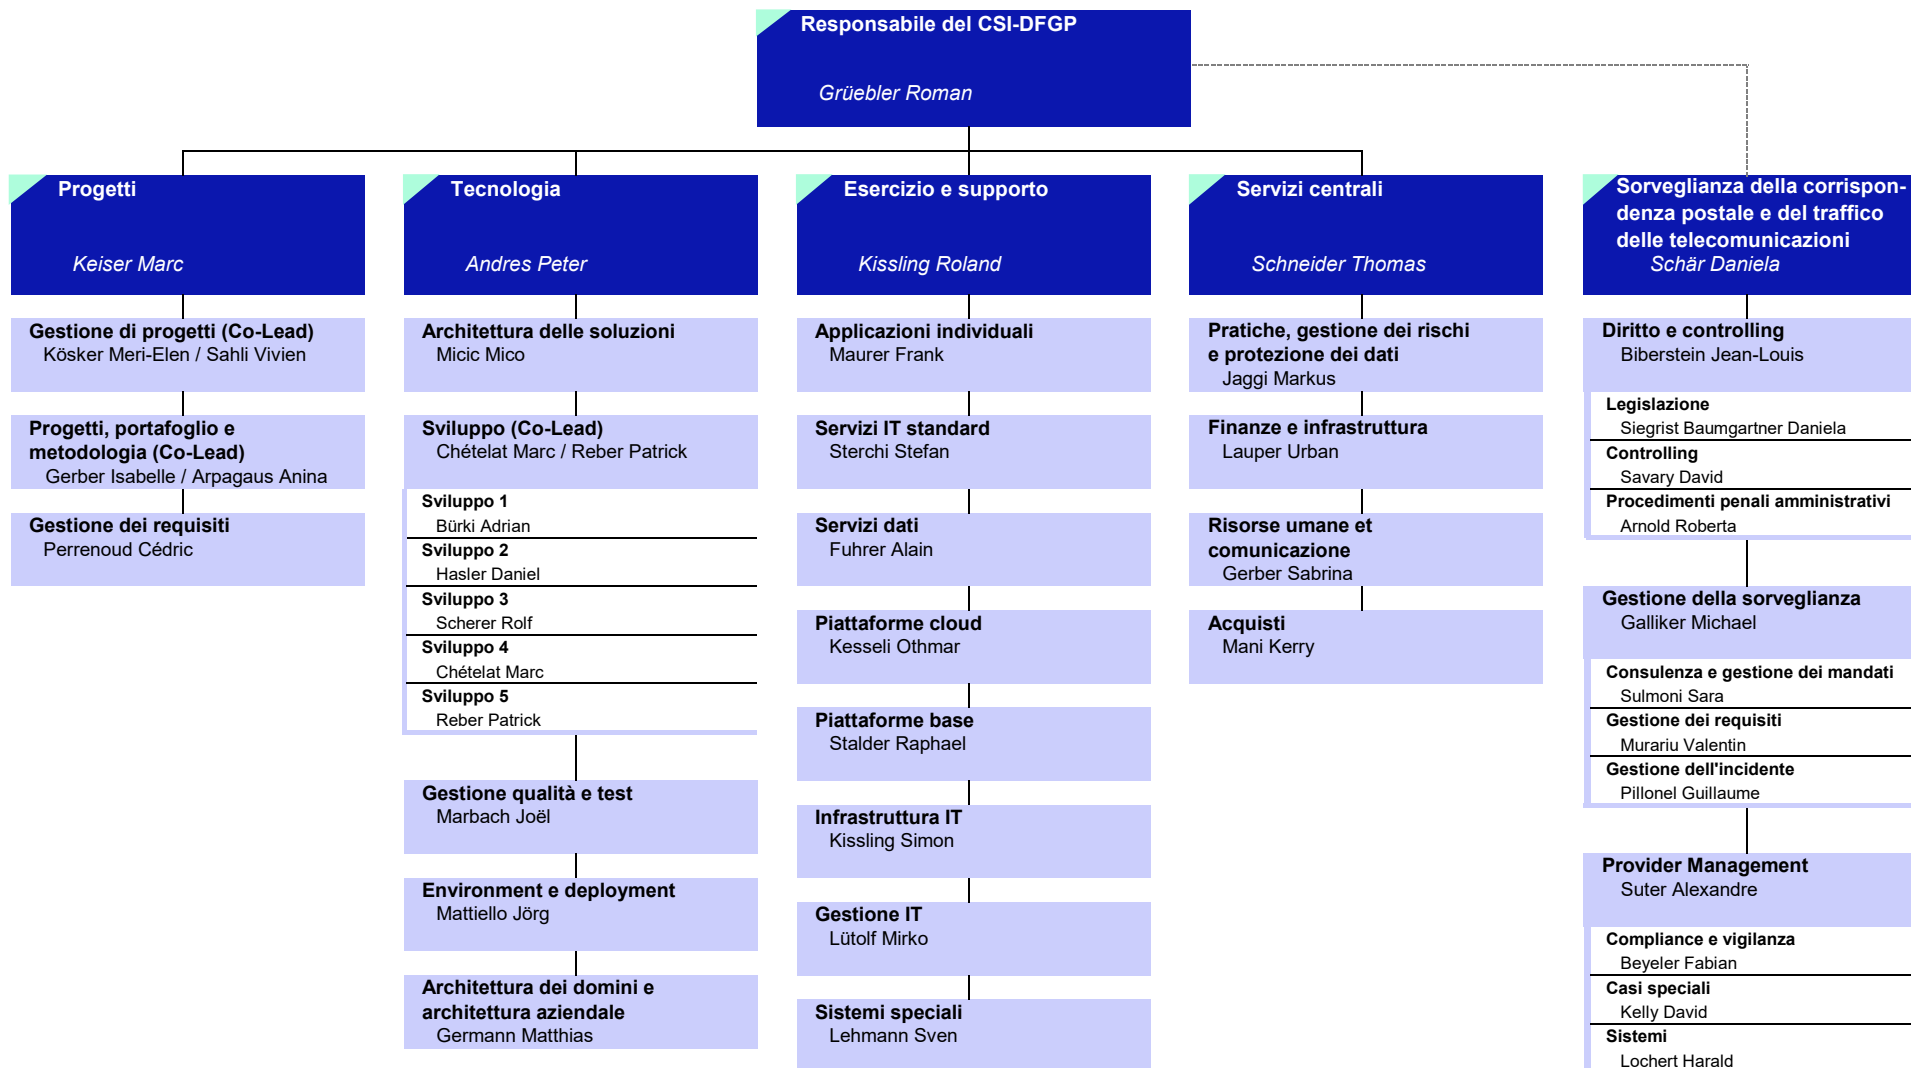 Responsabile del CSI-DFGP
Grüebler Roman
Progetti
Keiser Marc
Gestione di progetti (Co-Lead)
Kösker Meri-Elen / Sahli Vivien
Progetti, portafoglio e
metodologia (Co-Lead)
Gerber Isabelle / Arpagaus Anina
Gestione dei requisiti
Perrenoud Cédric
Tecnologia
Andres Peter
Architettura delle soluzioni
Micic Mico
Sviluppo (Co-Lead)
Chételat Marc / Reber Patrick
Sviluppo 1
Bürki Adrian
Sviluppo 2
Hasler Daniel
Sviluppo 3
Scherer Rolf
Sviluppo 4
Chételat Marc
Sviluppo 5
Reber Patrick
Gestione qualità e test
Marbach Joël
Environment e deployment
Mattiello Jörg
Architettura dei domini e
architettura aziendale
Germann Matthias
Esercizio e supporto
Kissling Roland
Applicazioni individuali
Maurer Frank
Servizi IT standard
Sterchi Stefan
Servizi dati
Fuhrer Alain
Piattaforme cloud
Kesseli Othmar
Piattaforme base
Stalder Raphael
Infrastruttura IT
Kissling Simon
Gestione IT
Lütolf Mirko
Sistemi speciali
Lehmann Sven
Servizi centrali
Schneider Thomas
Pratiche, gestione dei rischi
e protezione dei dati
Jaggi Markus
Finanze e infrastruttura
Lauper Urban
Risorse umane et
comunicazione
Gerber Sabrina
Acquisti
Mani Kerry
Sorveglianza della corrispon-
denza postale e del traffico
delle telecomunicazioni
Schär Daniela
Diritto e controlling
Biberstein Jean-Louis
Legislazione
Siegrist Baumgartner Daniela
Controlling
Savary David
Procedimenti penali amministrativi
Arnold Roberta
Gestione della sorveglianza
Galliker Michael
Consulenza e gestione dei mandati
Sulmoni Sara
Gestione dei requisiti
Murariu Valentin
Gestione dell'incidente
Pillonel Guillaume
Provider Management
Suter Alexandre
Compliance e vigilanza
Beyeler Fabian
Casi speciali
Kelly David
Sistemi
Lochert Harald